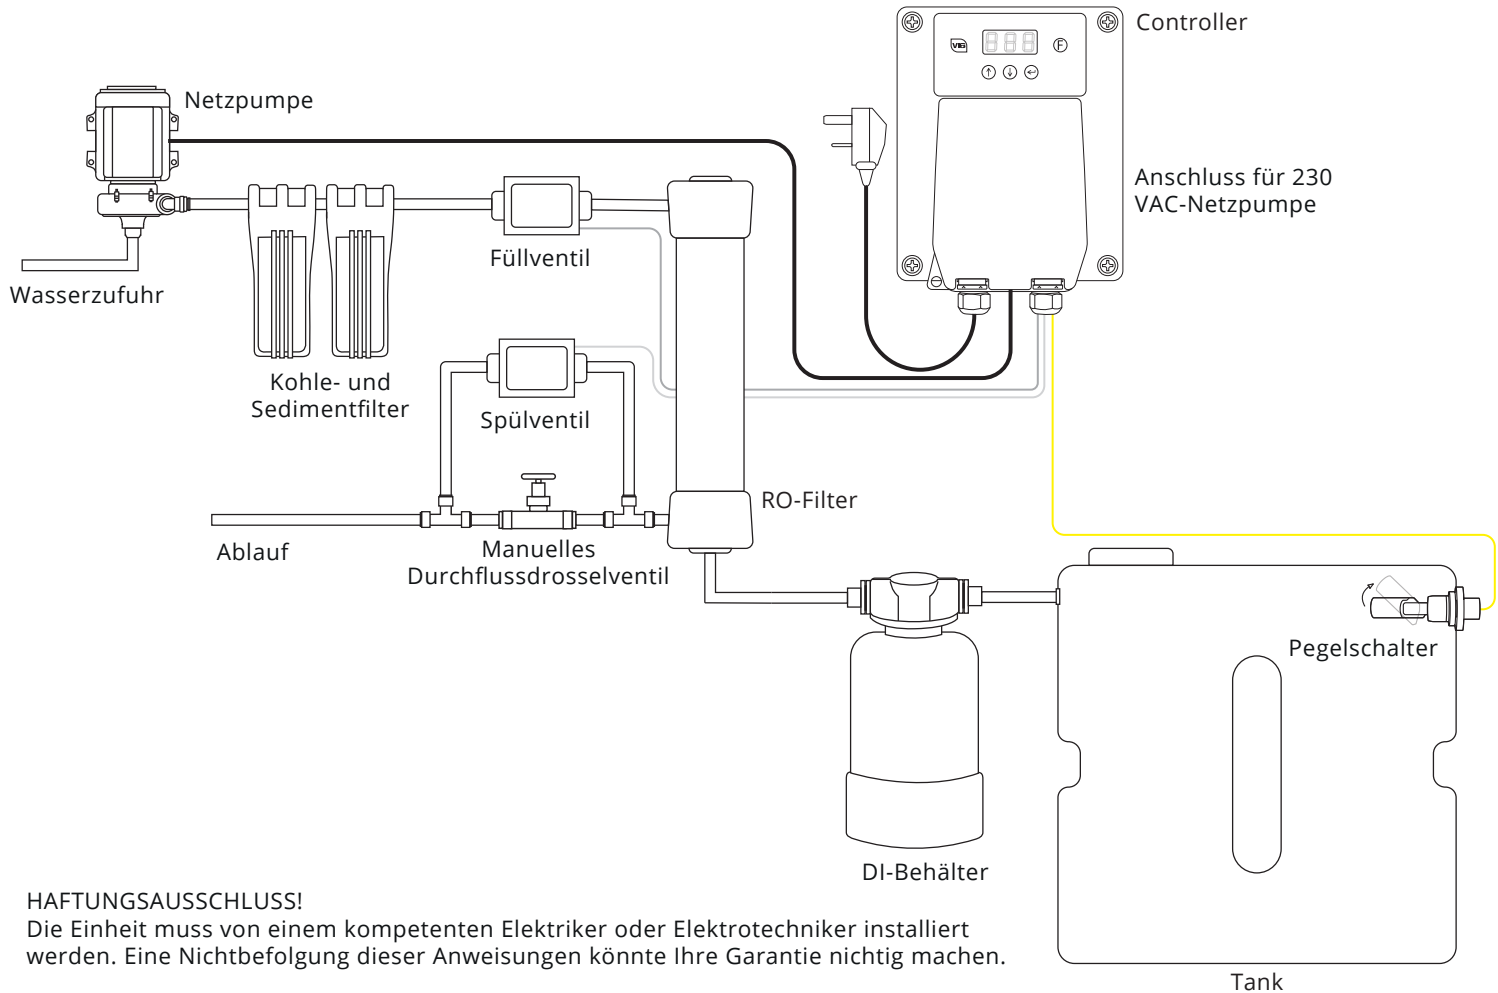 Controller
Netzpumpe
VIG
888
F
Anschluss für 230
VAC-Netzpumpe
Füllventil
Wasserzufuhr
Kohle- und
Sedimentfilter
Spülventil
RO-Filter
Ablauf
Manuelles
Durchflussdrosselventil
Pegelschalter
DI-Behälter
HAFTUNGSAUSSCHLUSS!
Die Einheit muss von einem kompetenten Elektriker oder Elektrotechniker installiert
werden. Eine Nichtbefolgung dieser Anweisungen könnte Ihre Garantie nichtig machen.
Tank